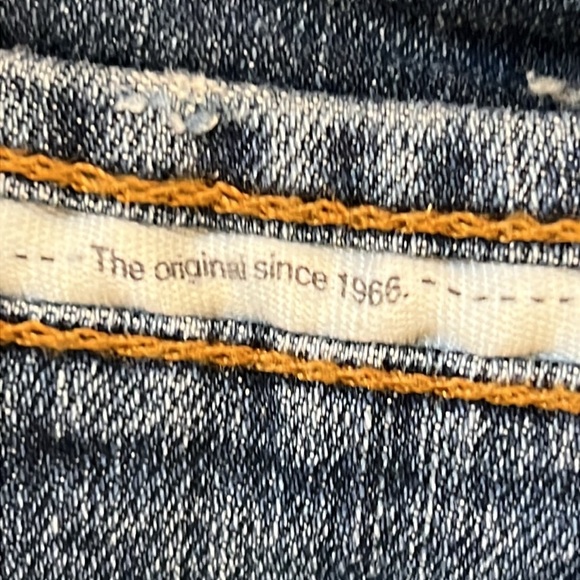 The original since 1966.